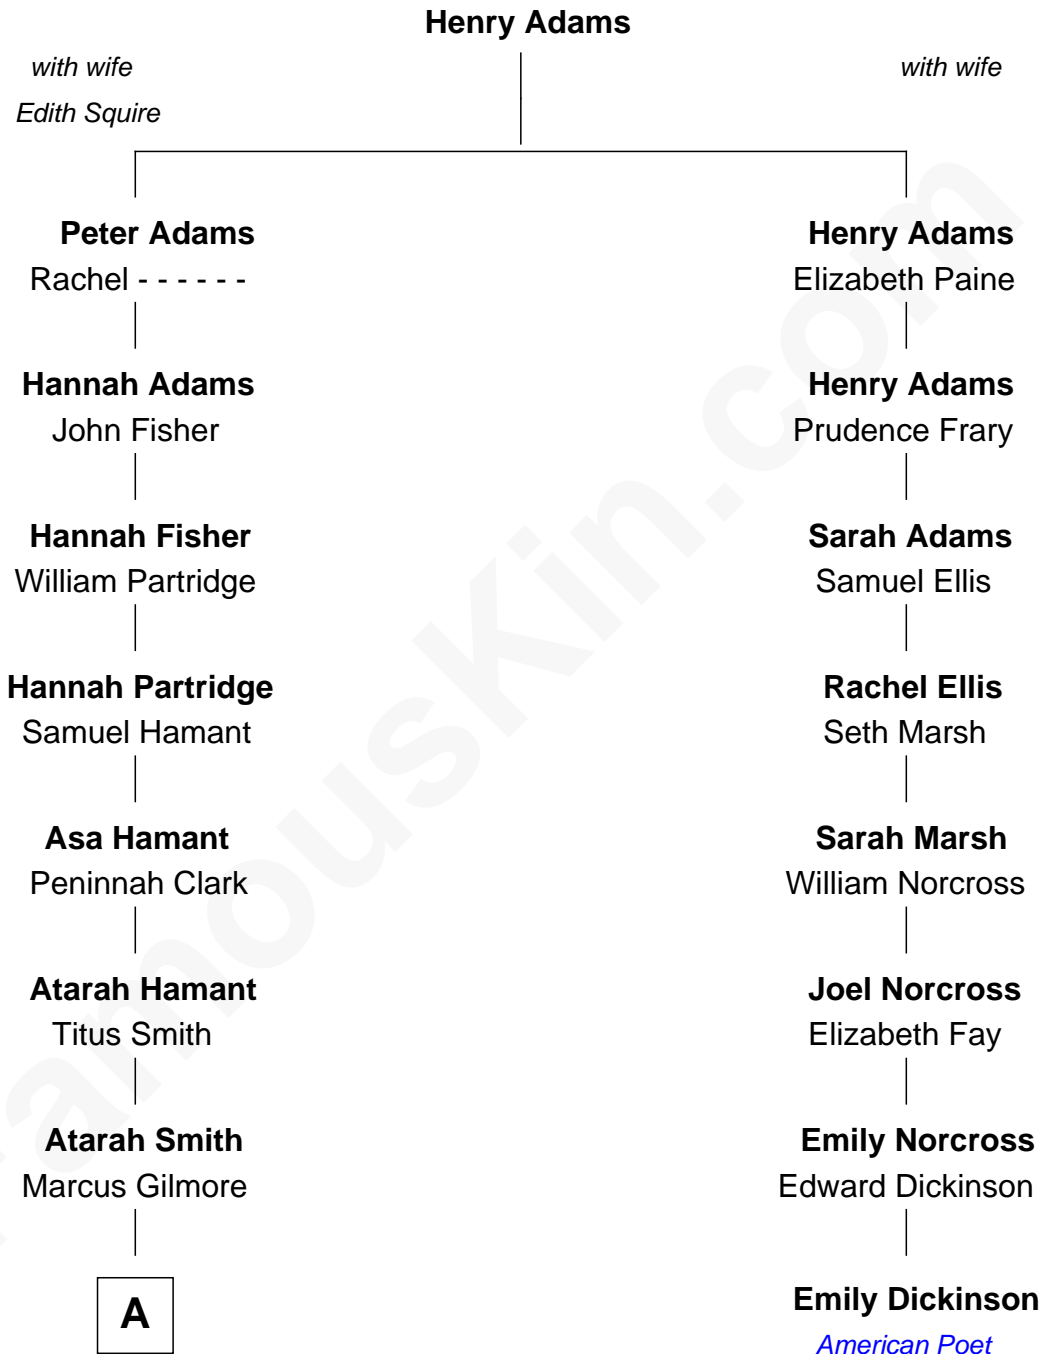 Henry Adams
with wife
with wife
Edith Squire
Peter Adams
Henry Adams
Rachel - - - - - -
Elizabeth Paine
Hannah Adams
Henry Adams
John Fisher
Prudence Frary
Hannah Fisher
Sarah Adams
William Partridge
Samuel Ellis
Hannah Partridge
Rachel Ellis
Samuel Hamant
Seth Marsh
Asa Hamant
Sarah Marsh
Peninnah Clark
William Norcross
Atarah Hamant
Joel Norcross
Titus Smith
Elizabeth Fay
Atarah Smith
Emily Norcross
Marcus Gilmore
Edward Dickinson
A
Emily Dickinson
American Poet
FamousKin.com